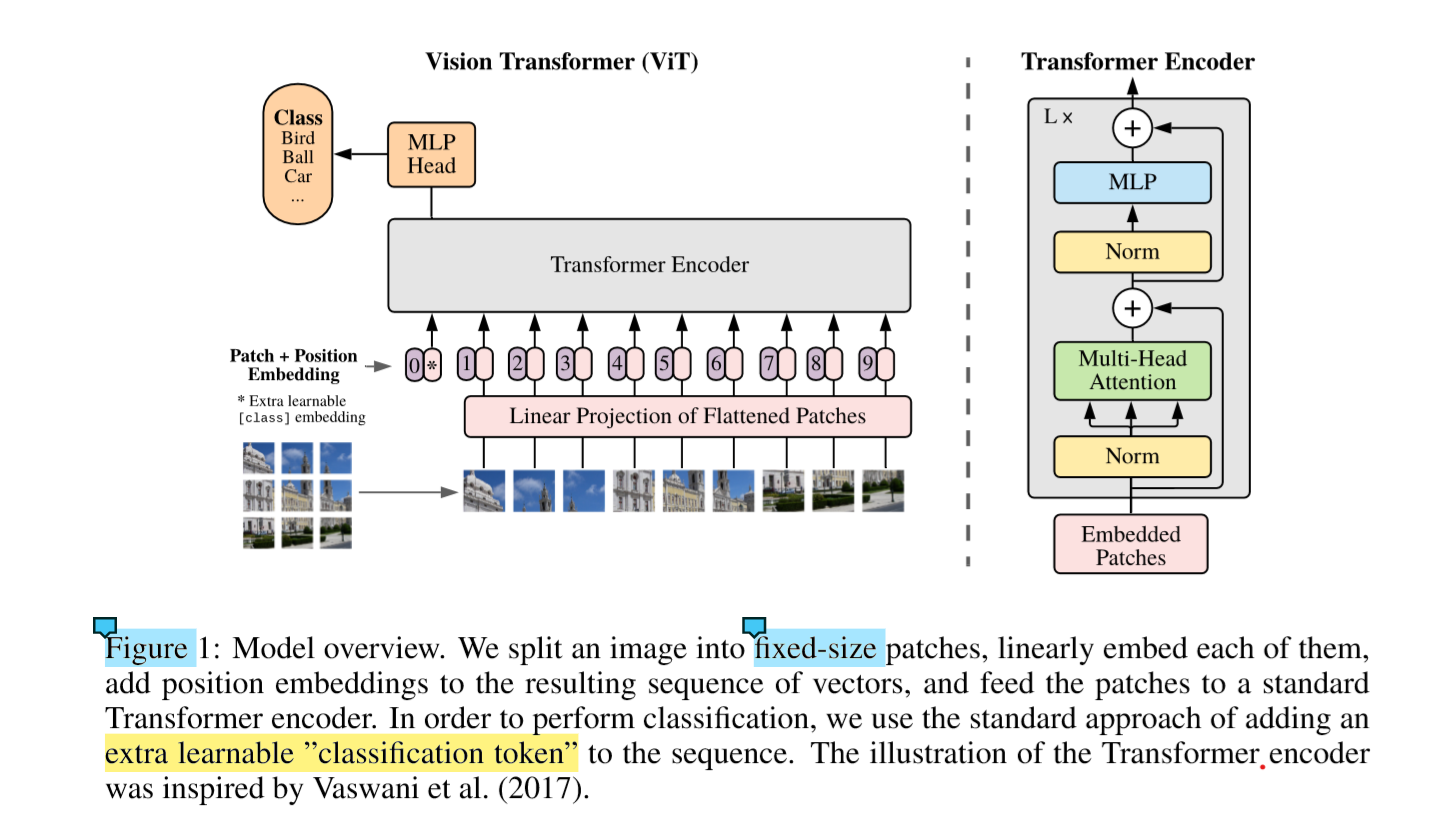 Vision Transformer (ViT)
Class
Bird
Ball
Car
...
MLP
Head
Transformer Encoder
Patch + Position
Embedding
* Extra learnable
[class] embedding
0 * 1 2 3 4 5 6 7 8 9
Linear Projection of Flattened Patches
Transformer Encoder
L ×
+
MLP
Norm
+
Multi-Head
Attention
Norm
Embedded
Patches
Figure 1: Model overview. We split an image into fixed-size patches, linearly embed each of them,
add position embeddings to the resulting sequence of vectors, and feed the patches to a standard
Transformer encoder. In order to perform classification, we use the standard approach of adding an
extra learnable ”classification token” to the sequence. The illustration of the Transformer encoder
was inspired by Vaswani et al. (2017).